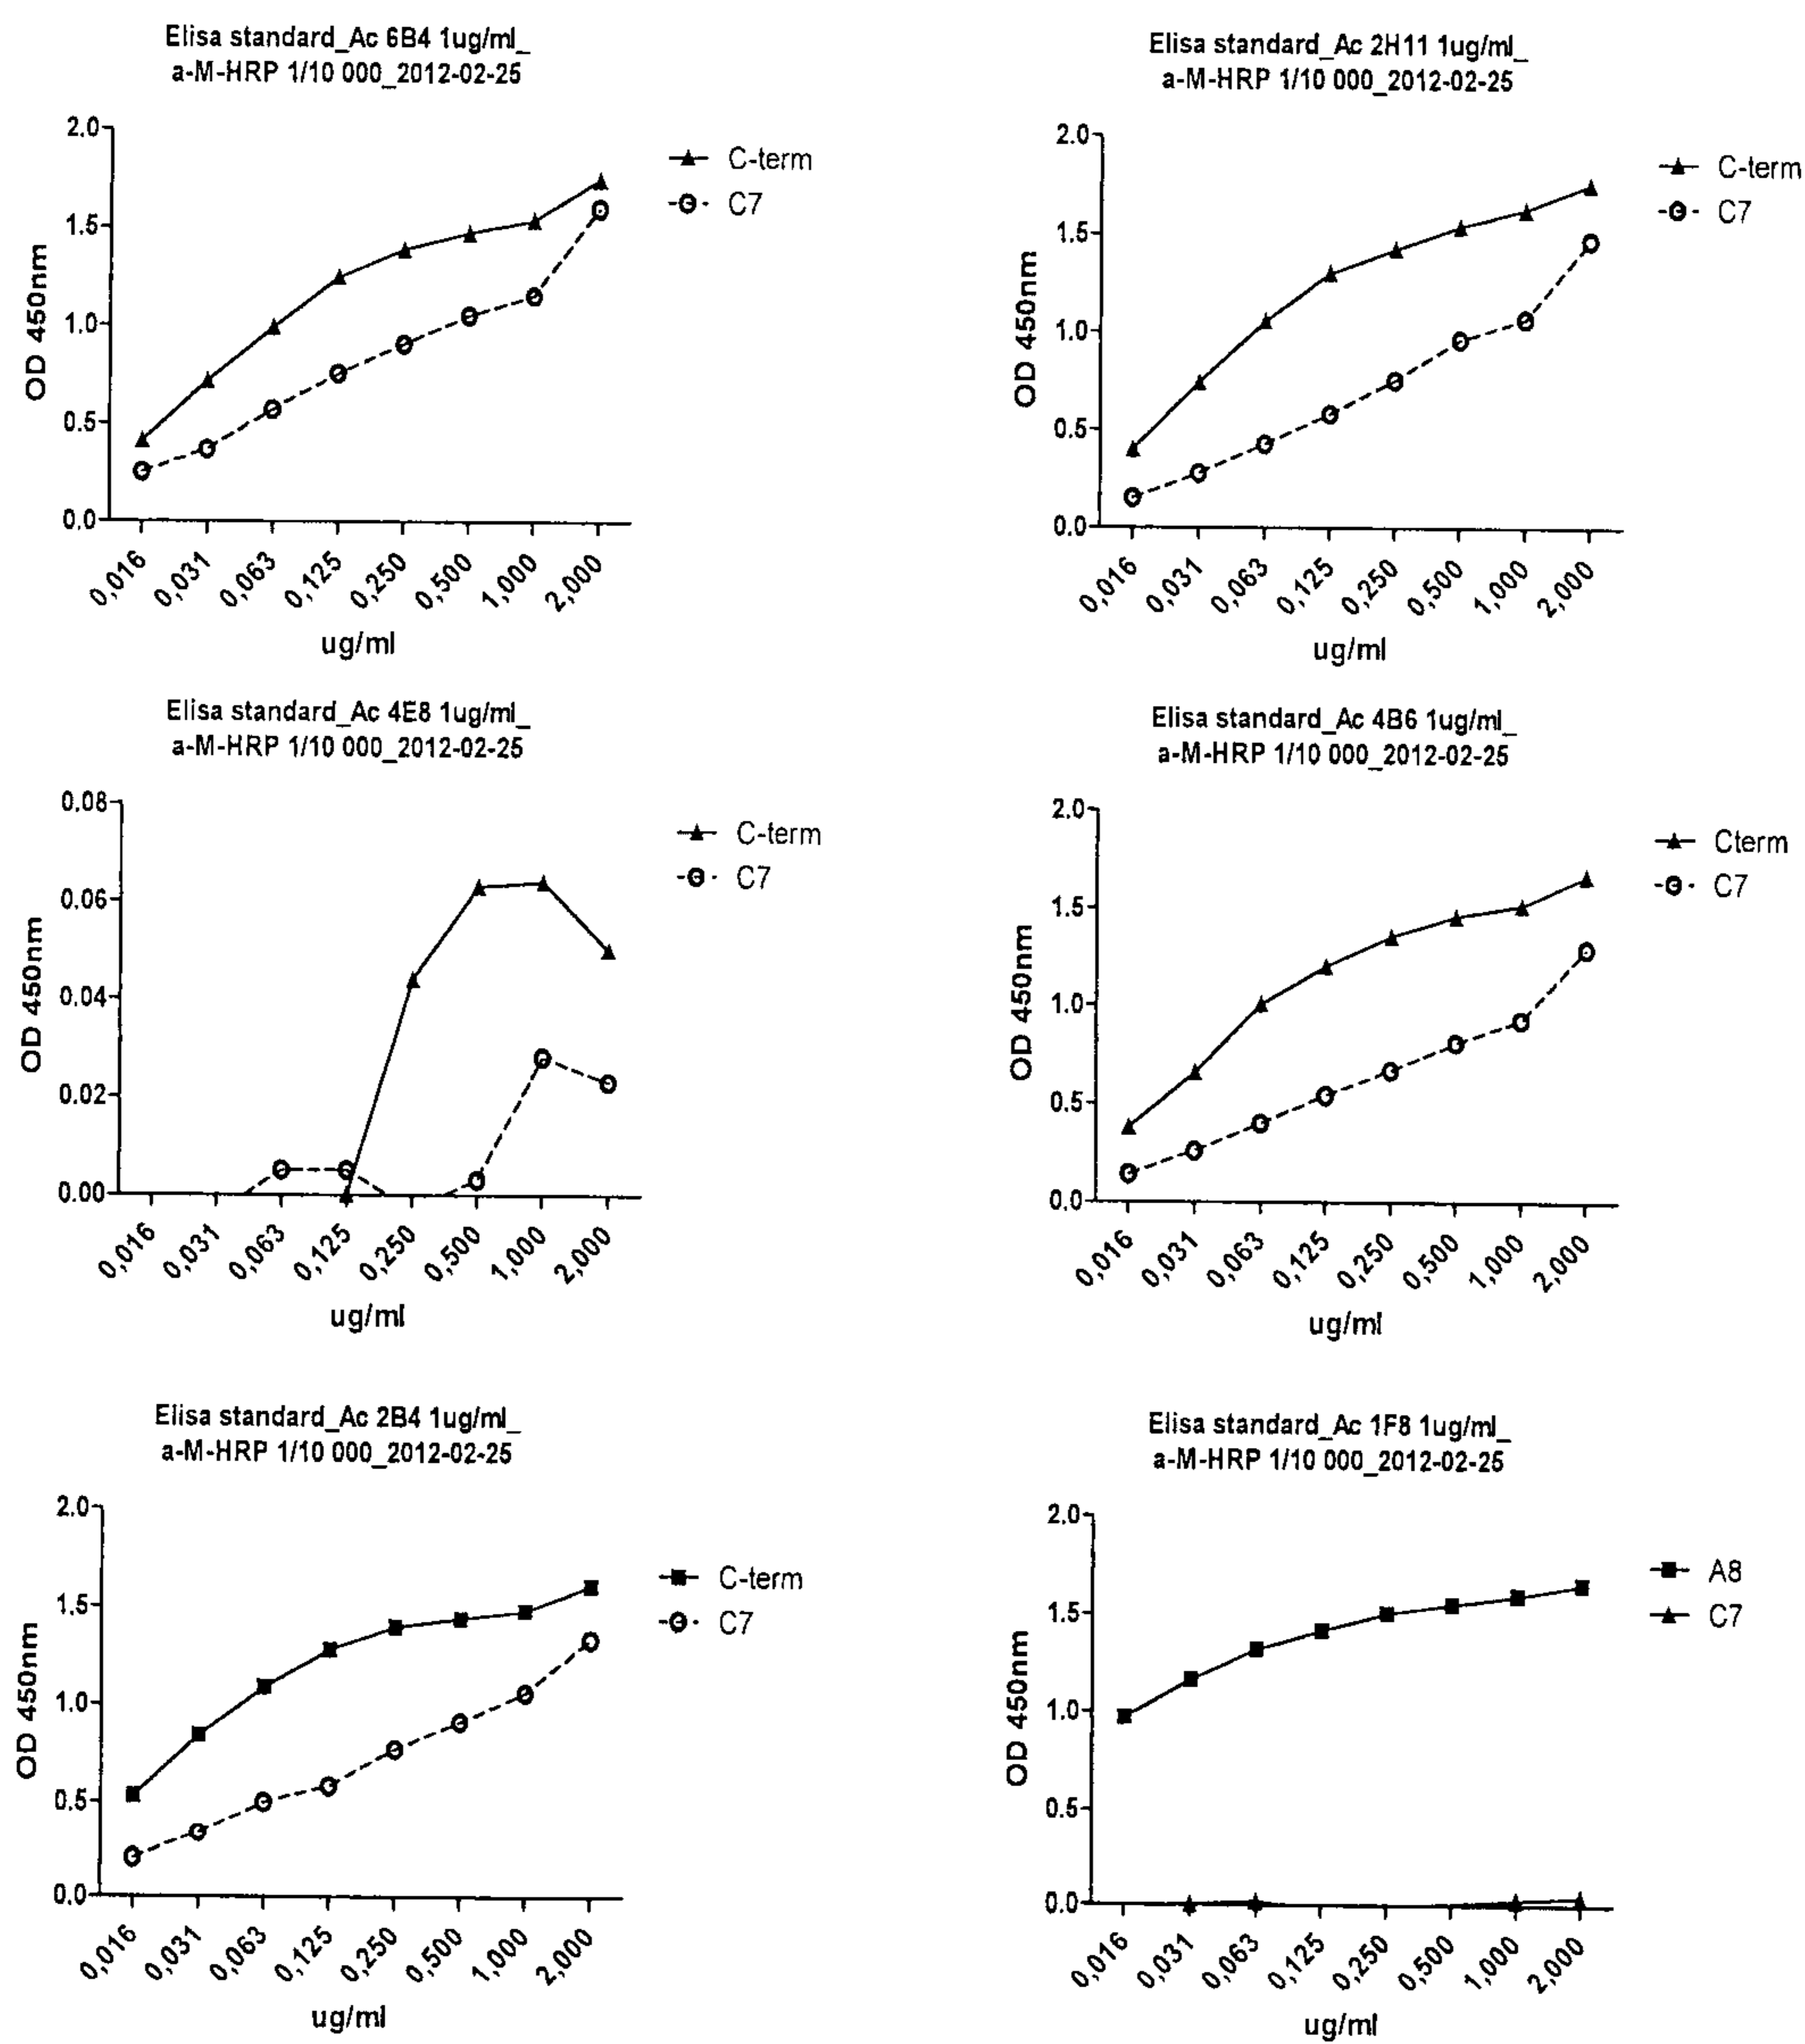 Elisa standard_Ac 6B4 1ug/ml_
a-M-HRP 1/10 000_2012-02-25
2.0
1.5
1.0
0.5
0.0
OD 450nm
C-term
C7
0,016
0,031
0,063
0,125
0,250
0,500
1,000
2,000
ug/ml
Elisa standard_Ac 2H11 1ug/ml_
a-M-HRP 1/10 000_2012-02-25
2.0
1.5
1.0
0.5
0.0
OD 450nm
C-term
C7
0,016
0,031
0,063
0,125
0,250
0,500
1,000
2,000
ug/ml
Elisa standard_Ac 4E8 1ug/ml_
a-M-HRP 1/10 000_2012-02-25
0.08
0.06
0.04
0.02
0.00
OD 450nm
C-term
C7
0,016
0,031
0,063
0,125
0,250
0,500
1,000
2,000
ug/ml
Elisa standard_Ac 4B6 1ug/ml_
a-M-HRP 1/10 000_2012-02-25
2.0
1.5
1.0
0.5
0.0
OD 450nm
Cterm
C7
0,016
0,031
0,063
0,125
0,250
0,500
1,000
2,000
ug/ml
Elisa standard_Ac 2B4 1ug/ml_
a-M-HRP 1/10 000_2012-02-25
2.0
1.5
1.0
0.5
0.0
OD 450nm
C-term
C7
0,016
0,031
0,063
0,125
0,250
0,500
1,000
2,000
ug/ml
Elisa standard_Ac 1F8 1ug/ml_
a-M-HRP 1/10 000_2012-02-25
2.0
1.5
1.0
0.5
0.0
OD 450nm
A8
C7
0,016
0,031
0,063
0,125
0,250
0,500
1,000
2,000
ug/ml